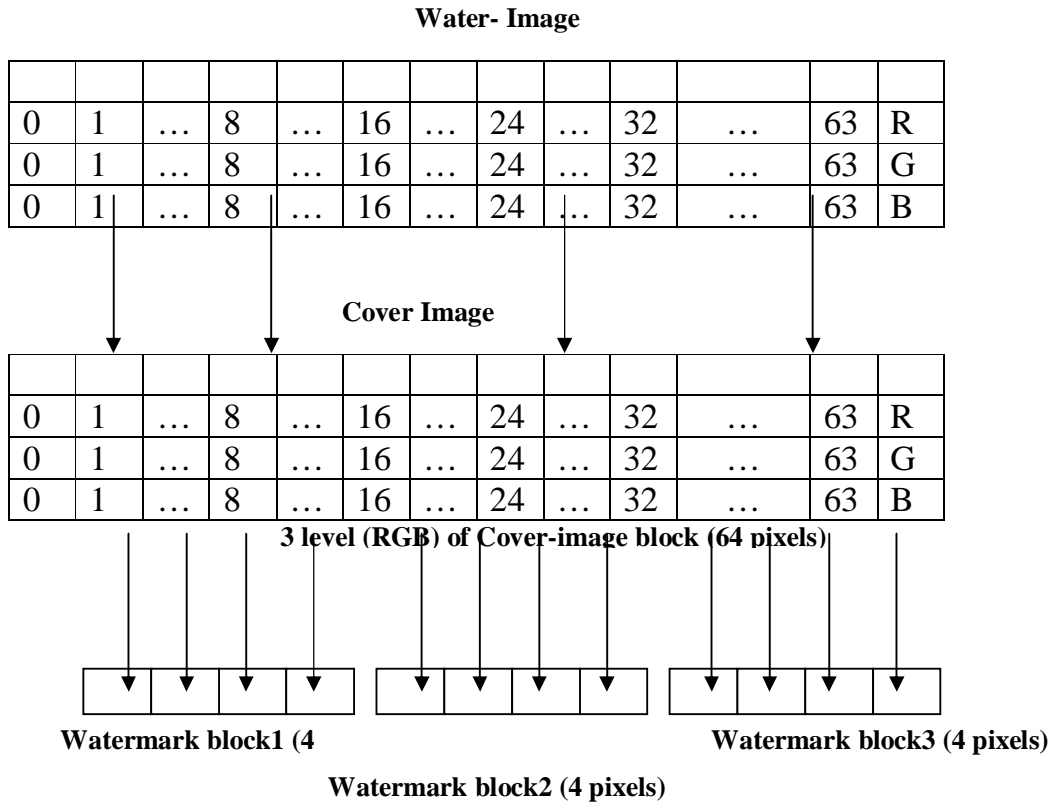 Water- Image
0 1 … 8 … 16 … 24 … 32 … 63 R
0 1 … 8 … 16 … 24 … 32 … 63 G
0 1 … 8 … 16 … 24 … 32 … 63 B
Cover Image
0 1 … 8 … 16 … 24 … 32 … 63 R
0 1 … 8 … 16 … 24 … 32 … 63 G
0 1 … 8 … 16 … 24 … 32 … 63 B
3 level (RGB) of Cover-image block (64 pixels)
Watermark block1 (4
Watermark block3 (4 pixels)
Watermark block2 (4 pixels)